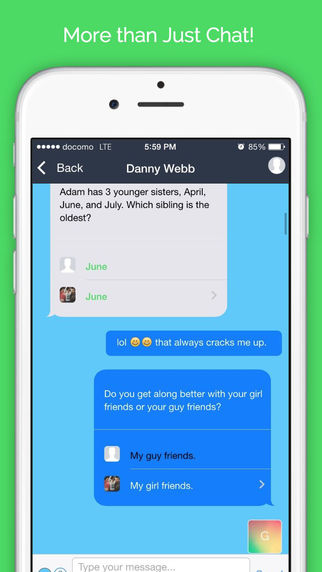 More than Just Chat!
docomo LTE 5:59 PM 85%
Back Danny Webb
Adam has 3 younger sisters, April,
June, and July. Which sibling is the
oldest?
June
June
lol 😄😄 that always cracks me up.
Do you get along better with your girl
friends or your guy friends?
My guy friends.
My girl friends.
G
Type your message...